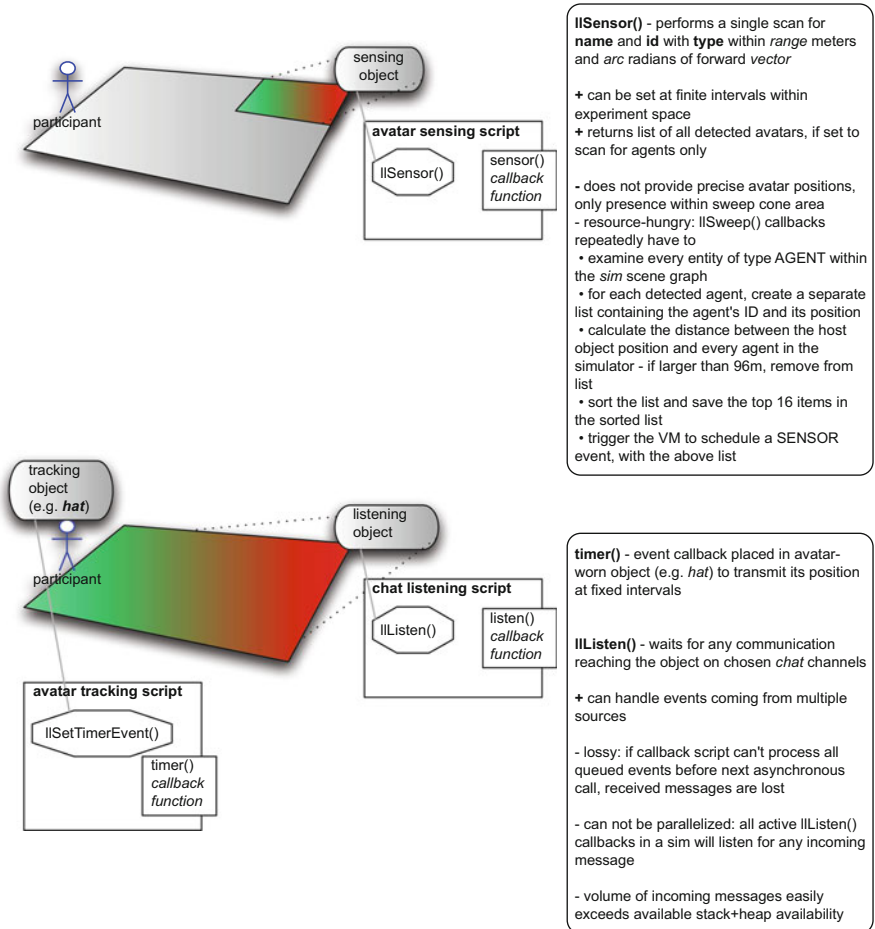 sensing
object
participant
avatar sensing script
llSensor()
sensor()
callback
function
llSensor() - performs a single scan for
name and id with type within range meters
and arc radians of forward vector
+ can be set at finite intervals within
experiment space
+ returns list of all detected avatars, if set to
scan for agents only
- does not provide precise avatar positions,
only presence within sweep cone area
- resource-hungry: llSweep() callbacks
repeatedly have to
• examine every entity of type AGENT within
the sim scene graph
• for each detected agent, create a separate
list containing the agent's ID and its position
• calculate the distance between the host
object position and every agent in the
simulator - if larger than 96m, remove from
list
• sort the list and save the top 16 items in
the sorted list
• trigger the VM to schedule a SENSOR
event, with the above list
tracking
object
(e.g. hat)
participant
listening
object
chat listening script
llListen()
listen()
callback
function
avatar tracking script
llSetTimerEvent()
timer()
callback
function
timer() - event callback placed in avatar-
worn object (e.g. hat) to transmit its position
at fixed intervals
llListen() - waits for any communication
reaching the object on chosen chat channels
+ can handle events coming from multiple
sources
- lossy: if callback script can't process all
queued events before next asynchronous
call, received messages are lost
- can not be parallelized: all active llListen()
callbacks in a sim will listen for any incoming
message
- volume of incoming messages easily
exceeds available stack+heap availability